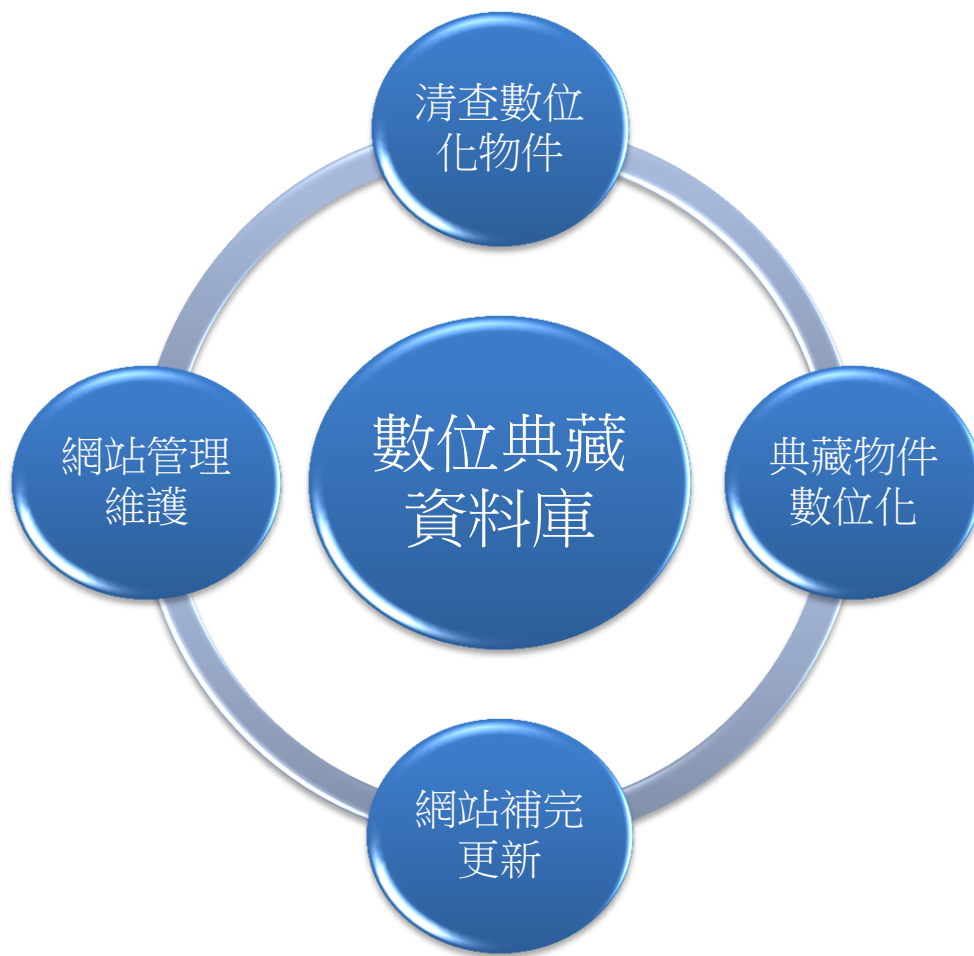 清查數位
化物件
數位典藏
資料庫
網站管理
維護
典藏物件
數位化
網站補完
更新